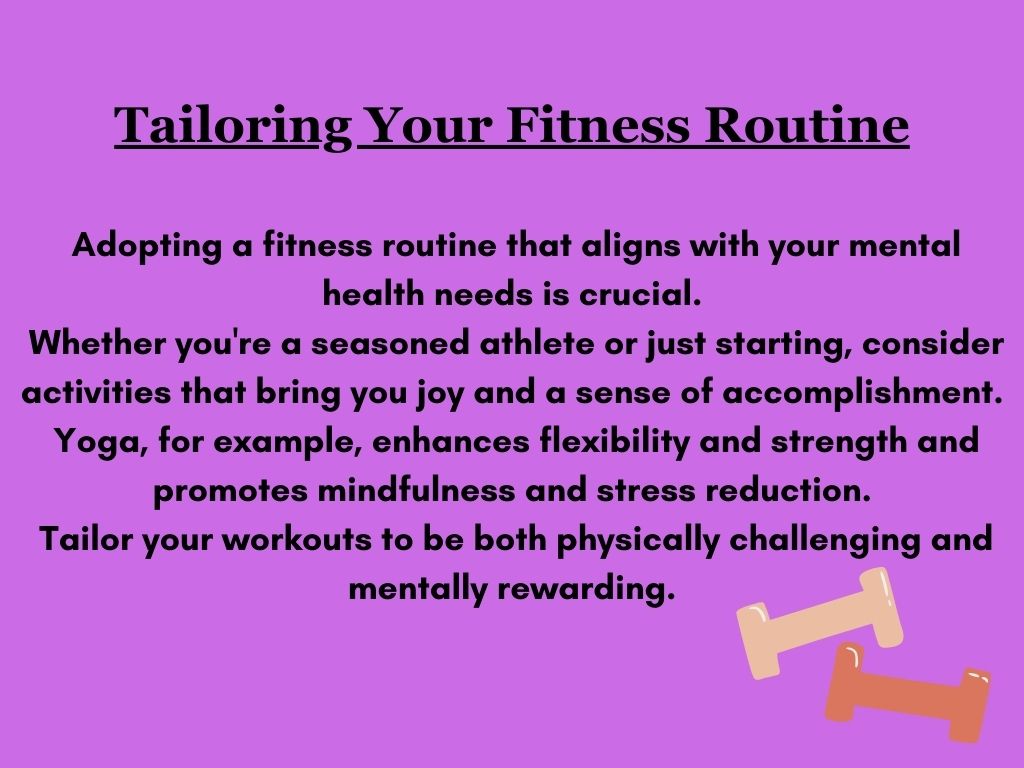 Tailoring Your Fitness Routine
Adopting a fitness routine that aligns with your mental
health needs is crucial.
Whether you're a seasoned athlete or just starting, consider
activities that bring you joy and a sense of accomplishment.
Yoga, for example, enhances flexibility and strength and
promotes mindfulness and stress reduction.
Tailor your workouts to be both physically challenging and
mentally rewarding.